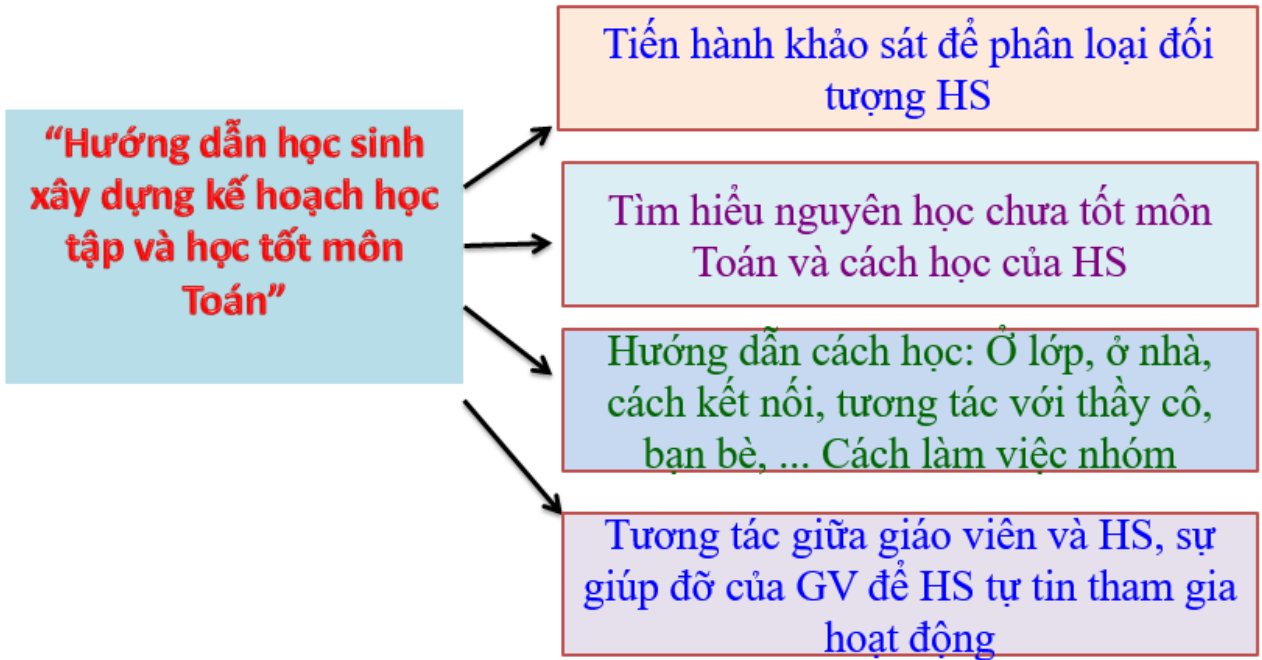 “Hướng dẫn học sinh
xây dựng kế hoạch học
tập và học tốt môn
Toán”
Tiến hành khảo sát để phân loại đối
tượng HS
Tìm hiểu nguyên học chưa tốt môn
Toán và cách học của HS
Hướng dẫn cách học: Ở lớp, ở nhà,
cách kết nối, tương tác với thầy cô,
bạn bè, ... Cách làm việc nhóm
Tương tác giữa giáo viên và HS, sự
giúp đỡ của GV để HS tự tin tham gia
hoạt động